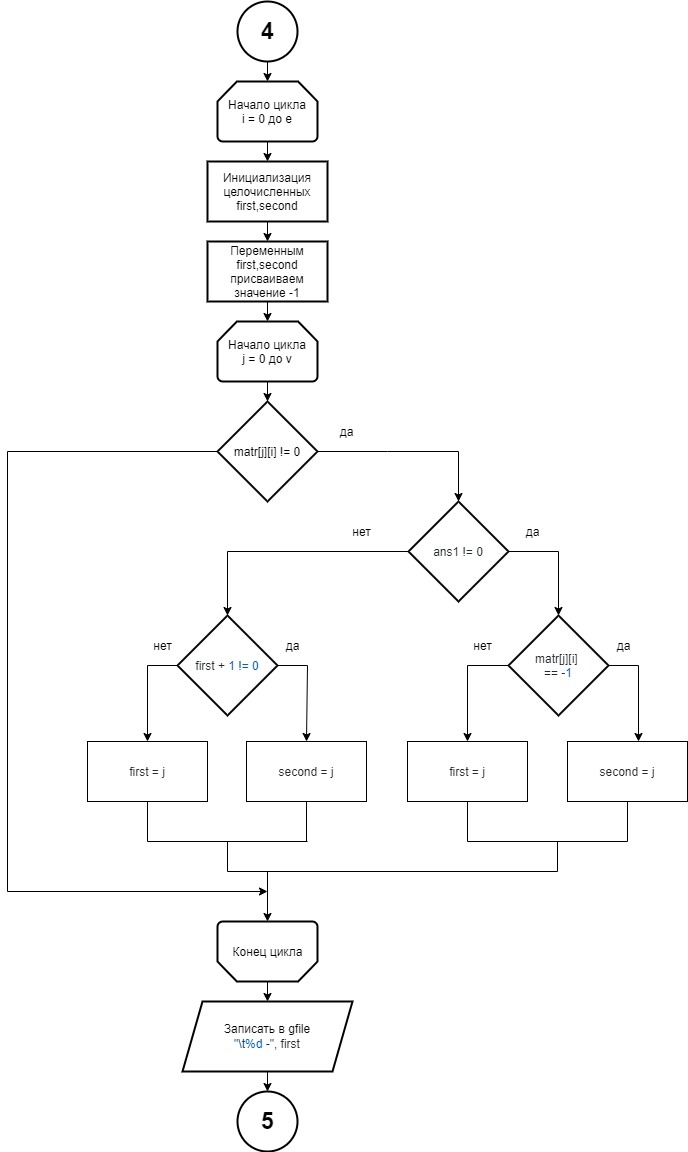 4
Начало цикла
i = 0 до e
Инициализация
целочисленных
first,second
Переменным
first,second
присваиваем
значение -1
Начало цикла
j = 0 до v
matr[j][i] != 0
да
ans1 != 0
нет
да
first + 1 != 0
нет
да
matr[j][i]
== -1
нет
да
first = j
second = j
first = j
second = j
Конец цикла
Записать в gfile
"\t%d -", first
5